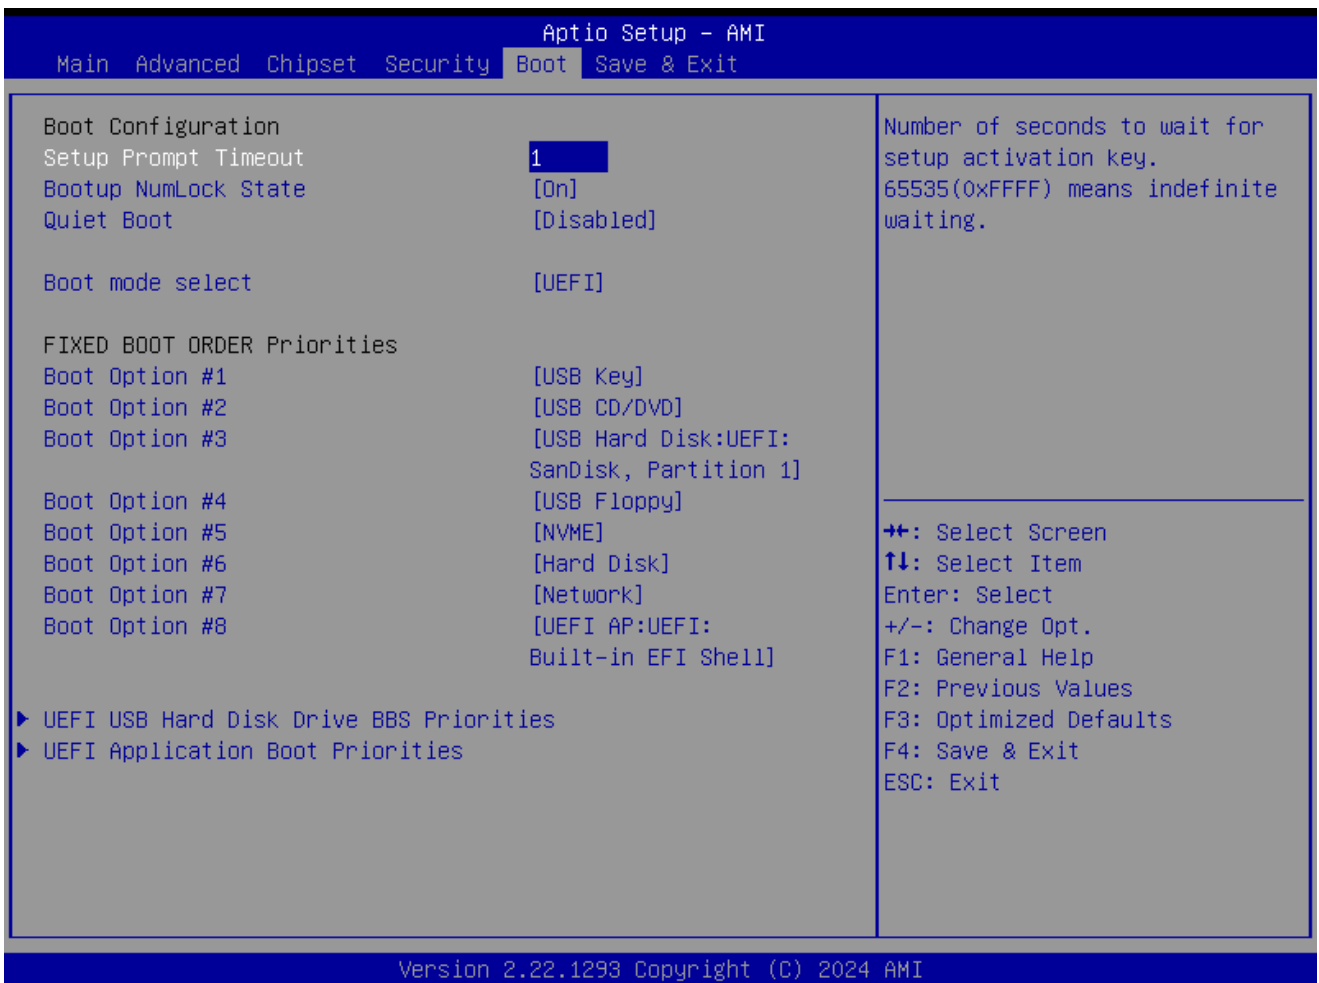 Aptio Setup – AMI
Main Advanced Chipset Security Boot Save & Exit
Boot Configuration
Setup Prompt Timeout 1
Bootup NumLock State [On]
Quiet Boot [Disabled]
Boot mode select [UEFI]
FIXED BOOT ORDER Priorities
Boot Option #1 [USB Key]
Boot Option #2 [USB CD/DVD]
Boot Option #3 [USB Hard Disk:UEFI:
SanDisk, Partition 1]
Boot Option #4 [USB Floppy]
Boot Option #5 [NVME]
Boot Option #6 [Hard Disk]
Boot Option #7 [Network]
Boot Option #8 [UEFI AP:UEFI:
Built-in EFI Shell]
UEFI USB Hard Disk Drive BBS Priorities
UEFI Application Boot Priorities
Number of seconds to wait for
setup activation key.
65535(0xFFFF) means indefinite
waiting.
→←: Select Screen
↑↓: Select Item
Enter: Select
+/-: Change Opt.
F1: General Help
F2: Previous Values
F3: Optimized Defaults
F4: Save & Exit
ESC: Exit
Version 2.22.1293 Copyright (C) 2024 AMI